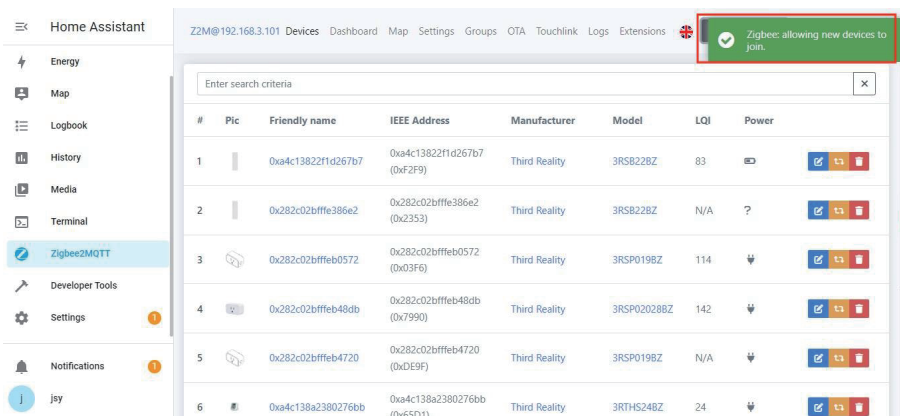 Home Assistant
Energy
Map
Logbook
History
Media
Terminal
Zigbee2MQTT
Developer Tools
Settings 1
Notifications 1
j jsy
Z2M@192.168.3.101 Devices Dashboard Map Settings Groups OTA Touchlink Logs Extensions
Zigbee: allowing new devices to
join.
Enter search criteria
# Pic Friendly name IEEE Address Manufacturer Model LQI Power
1 0xa4c13822f1d267b7 0xa4c13822f1d267b7 Third Reality 3RSB22BZ 83
(0xF2F9)
2 0x282c02bfffe386e2 0x282c02bfffe386e2 Third Reality 3RSB22BZ N/A ?
(0x2353)
3 0x282c02bfffeb0572 0x282c02bfffeb0572 Third Reality 3RSP019BZ 114
(0x03F6)
4 0x282c02bfffeb48db 0x282c02bfffeb48db Third Reality 3RSP02028BZ 142
(0x7990)
5 0x282c02bfffeb4720 0x282c02bfffeb4720 Third Reality 3RSP019BZ N/A
(0xDE9F)
6 0xa4c138a2380276bb 0xa4c138a2380276bb Third Reality 3RTHS24BZ 24
(0x65D1)